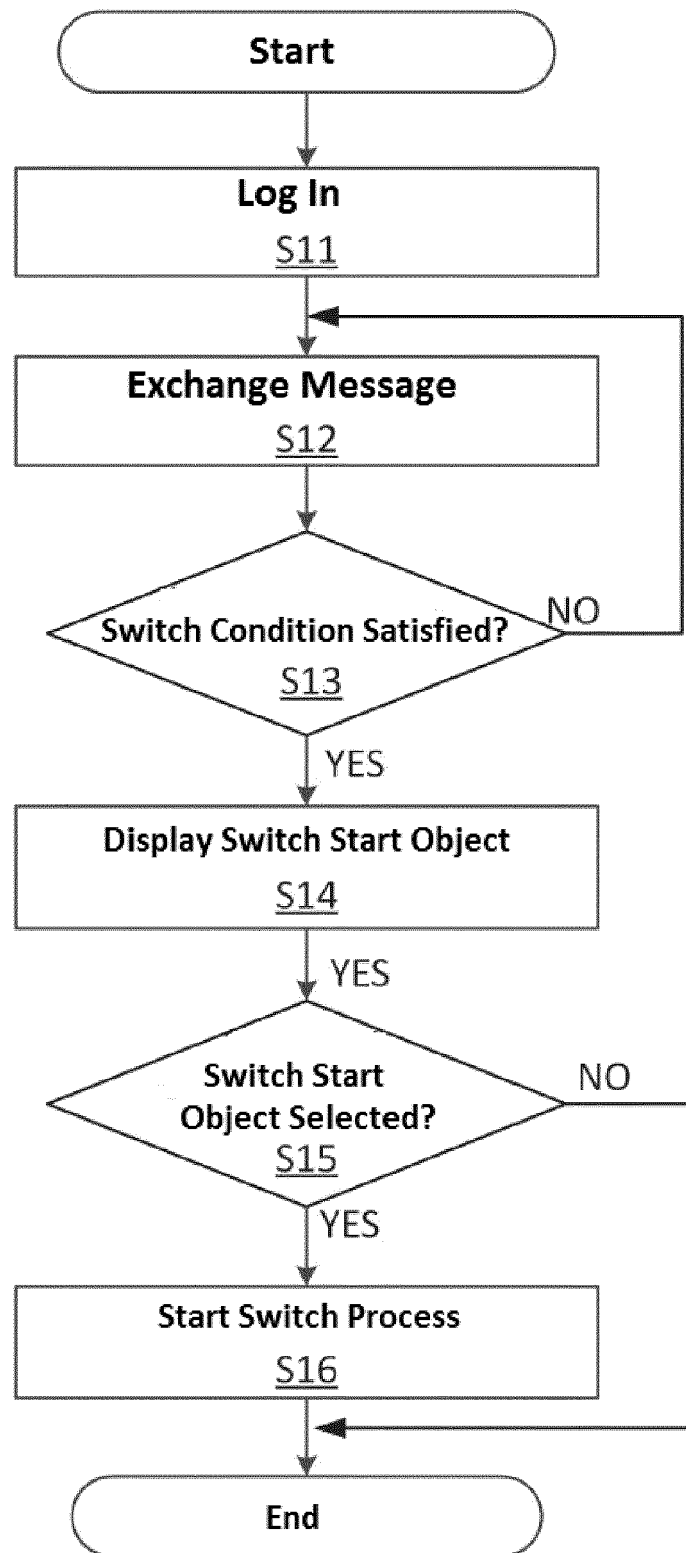 Start
Log In
S11
Exchange Message
S12
Switch Condition Satisfied?
NO
S13
YES
Display Switch Start Object
S14
YES
Switch Start
Object Selected?
NO
S15
YES
Start Switch Process
S16
End